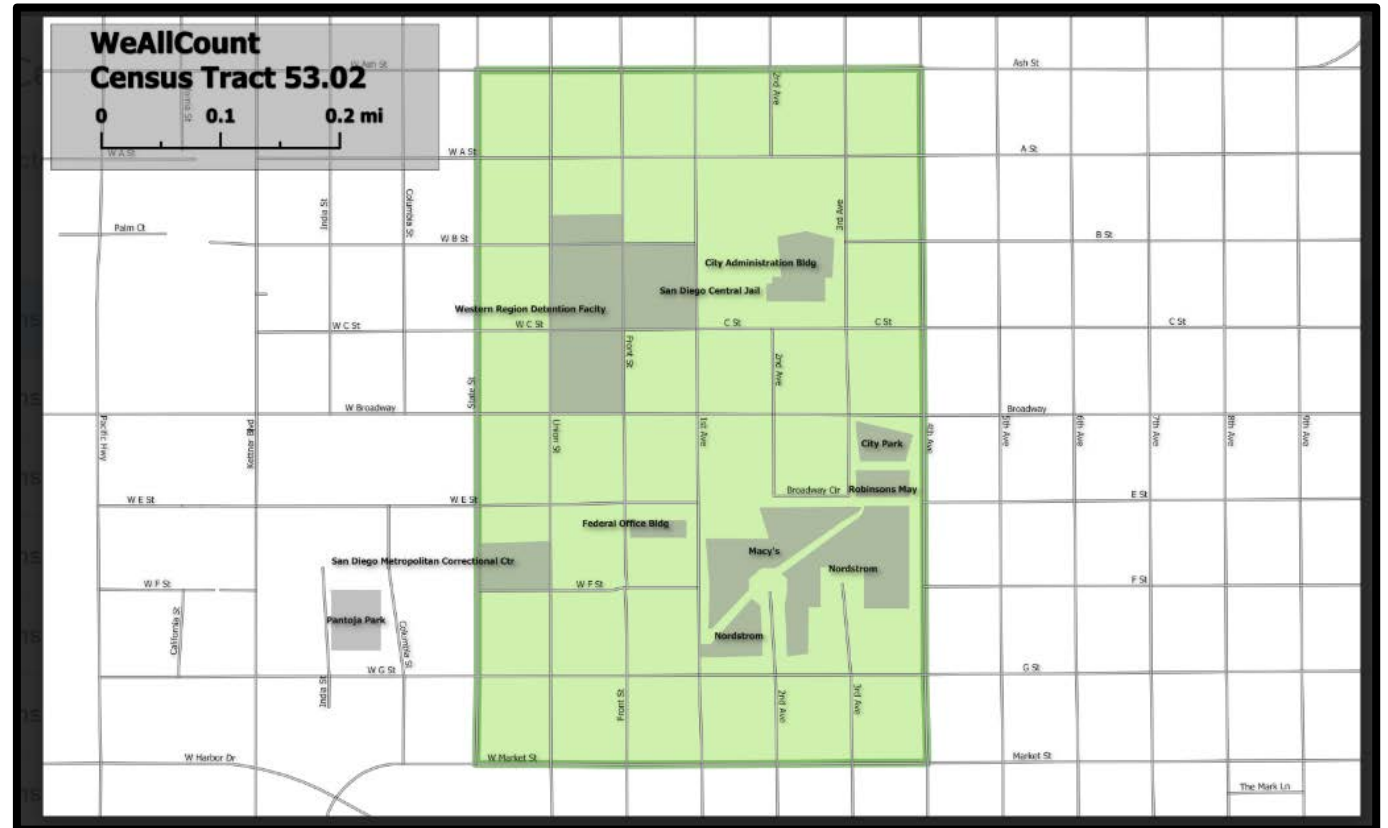 WeAllCount
Census Tract 53.02
0 0.1 0.2 mi
W Ash St
Ash St
2nd Ave
W A St
W A St
A St
Palm Ct
India St
Columbia St
W B St
3rd Ave
B St
City Administration Bldg
San Diego Central Jail
Western Region Detention Faclty
W C St
W C St
C St
C St
C St
Front St
2nd Ave
State St
W Broadway
Broadway
Pacific Hwy
Kettner Blvd
Union St
1st Ave
4th Ave
5th Ave
6th Ave
7th Ave
8th Ave
9th Ave
City Park
Broadway Cir
Robinsons May
W E St
W E St
E St
Federal Office Bldg
Macy's
San Diego Metropolitan Correctional Ctr
Nordstrom
W F St
W F St
F St
California St
Pantoja Park
Columbia St
Nordstrom
W G St
G St
India St
Front St
2nd Ave
3rd Ave
W Harbor Dr
W Market St
Market St
The Mark Ln